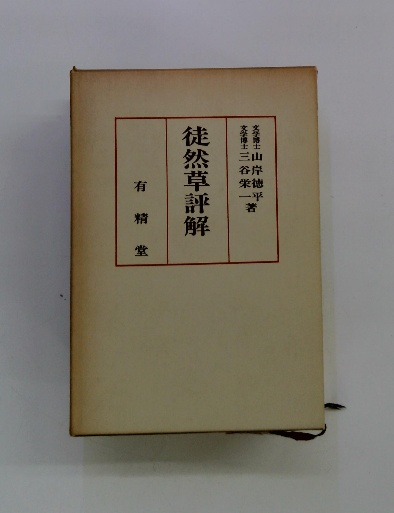 文学博士 山岸徳平
文学博士 三谷栄一 著
徒然草評解
有精堂